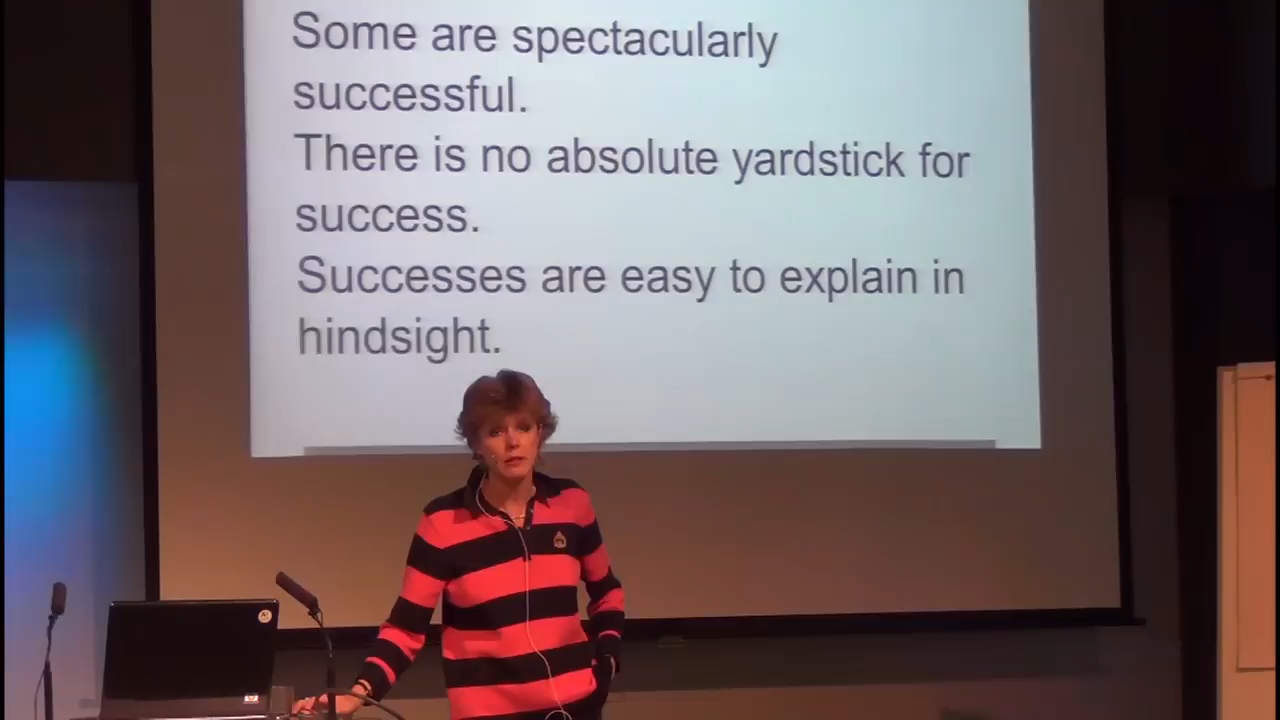 Some are spectacularly
successful.
There is no absolute yardstick for
success.
Successes are easy to explain in
hindsight.